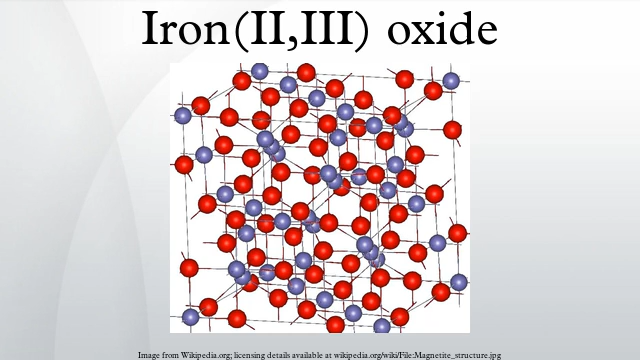 Iron(II,III) oxide
Image from Wikipedia.org; licensing details available at wikipedia.org/wiki/File:Magnetite_structure.jpg